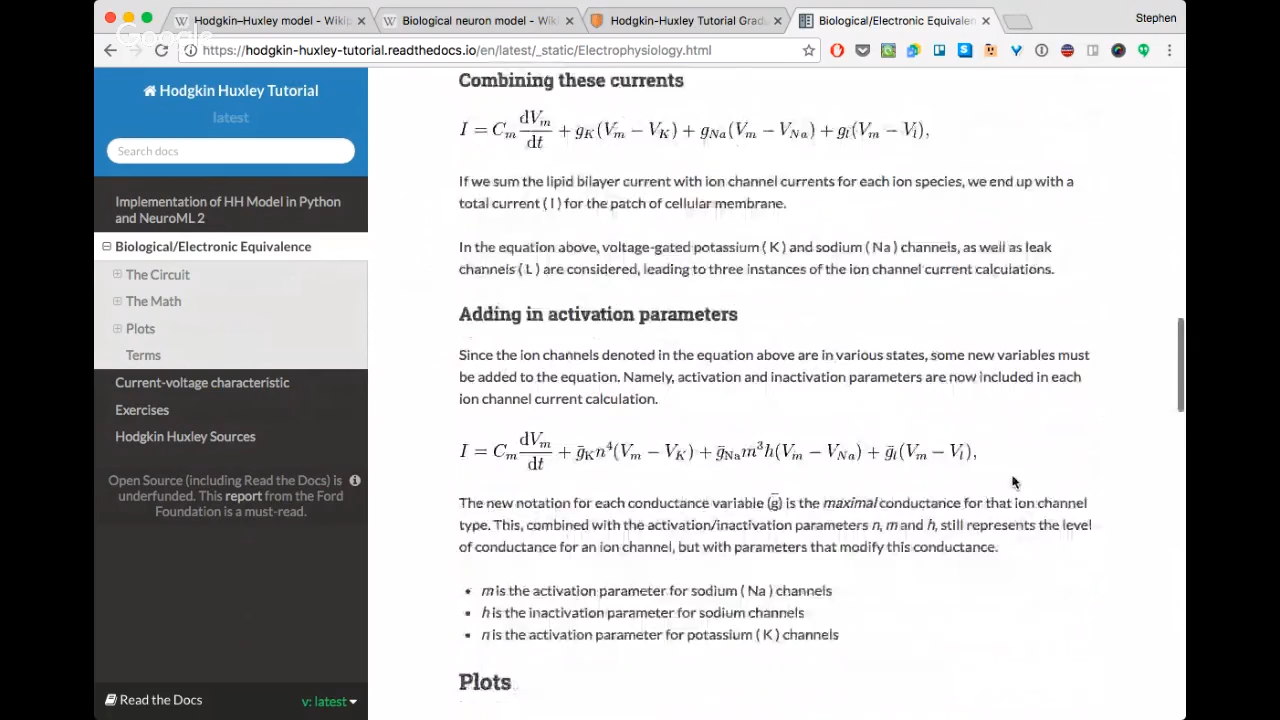 Hodgkin–Huxley model - Wikip
Biological neuron model - Wiki
Hodgkin-Huxley Tutorial Grad
Biological/Electronic Equivalen
Stephen
Google
https://hodgkin-huxley-tutorial.readthedocs.io/en/latest/_static/Electrophysiology.html
Hodgkin Huxley Tutorial
latest
Search docs
Implementation of HH Model in Python
and NeuroML 2
Biological/Electronic Equivalence
The Circuit
The Math
Plots
Terms
Current-voltage characteristic
Exercises
Hodgkin Huxley Sources
Open Source (including Read the Docs) is
underfunded. This report from the Ford
Foundation is a must-read.
Read the Docs
v: latest
Combining these currents
I = C_m dV_m/dt + g_K(V_m − V_K) + g_Na(V_m − V_Na) + g_l(V_m − V_l),
If we sum the lipid bilayer current with ion channel currents for each ion species, we end up with a
total current ( I ) for the patch of cellular membrane.
In the equation above, voltage-gated potassium ( K ) and sodium ( Na ) channels, as well as leak
channels ( L ) are considered, leading to three instances of the ion channel current calculations.
Adding in activation parameters
Since the ion channels denoted in the equation above are in various states, some new variables must
be added to the equation. Namely, activation and inactivation parameters are now included in each
ion channel current calculation.
I = C_m dV_m/dt + ḡ_K n⁴(V_m − V_K) + ḡ_Na m³h(V_m − V_Na) + ḡ_l(V_m − V_l),
The new notation for each conductance variable (ḡ) is the maximal conductance for that ion channel
type. This, combined with the activation/inactivation parameters n, m and h, still represents the level
of conductance for an ion channel, but with parameters that modify this conductance.
• m is the activation parameter for sodium ( Na ) channels
• h is the inactivation parameter for sodium channels
• n is the activation parameter for potassium ( K ) channels
Plots